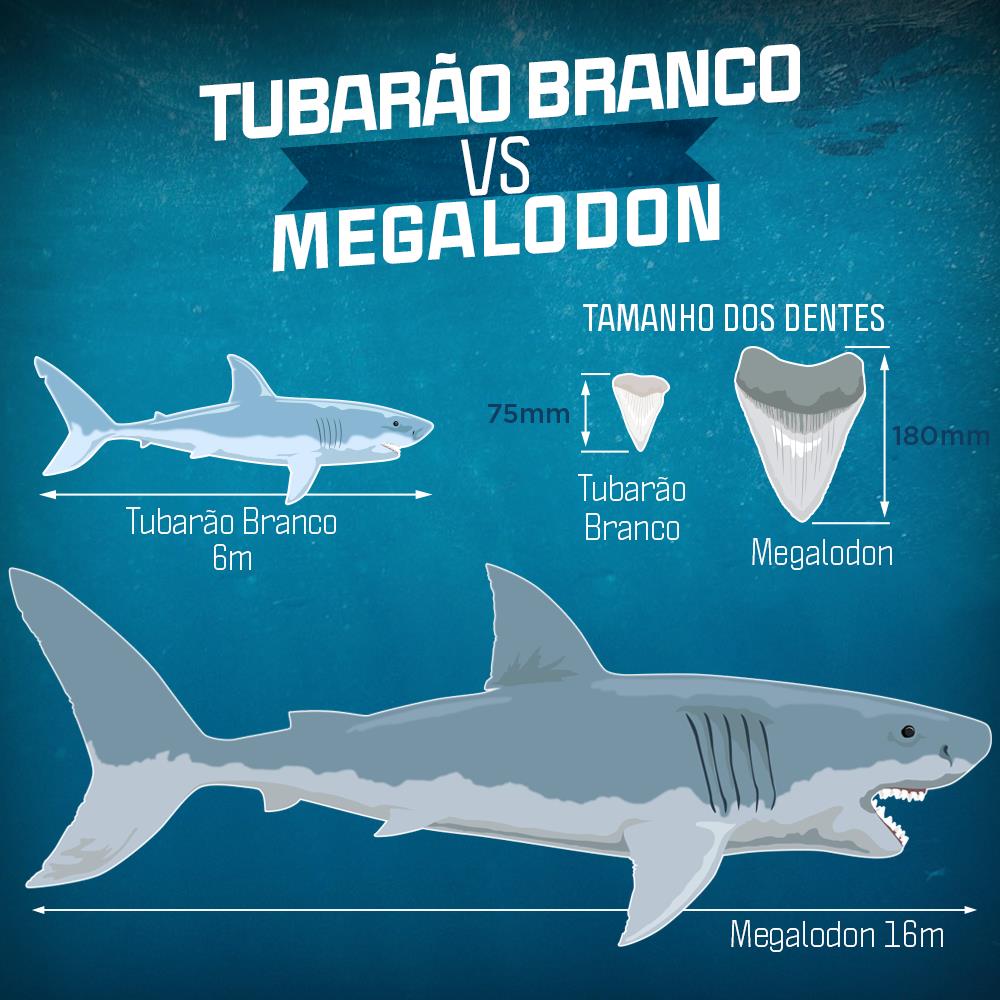 TUBARÃO BRANCO
VS
MEGALODON
TAMANHO DOS DENTES
75mm
180mm
Tubarão
Branco
Megalodon
Tubarão Branco
6m
Megalodon 16m